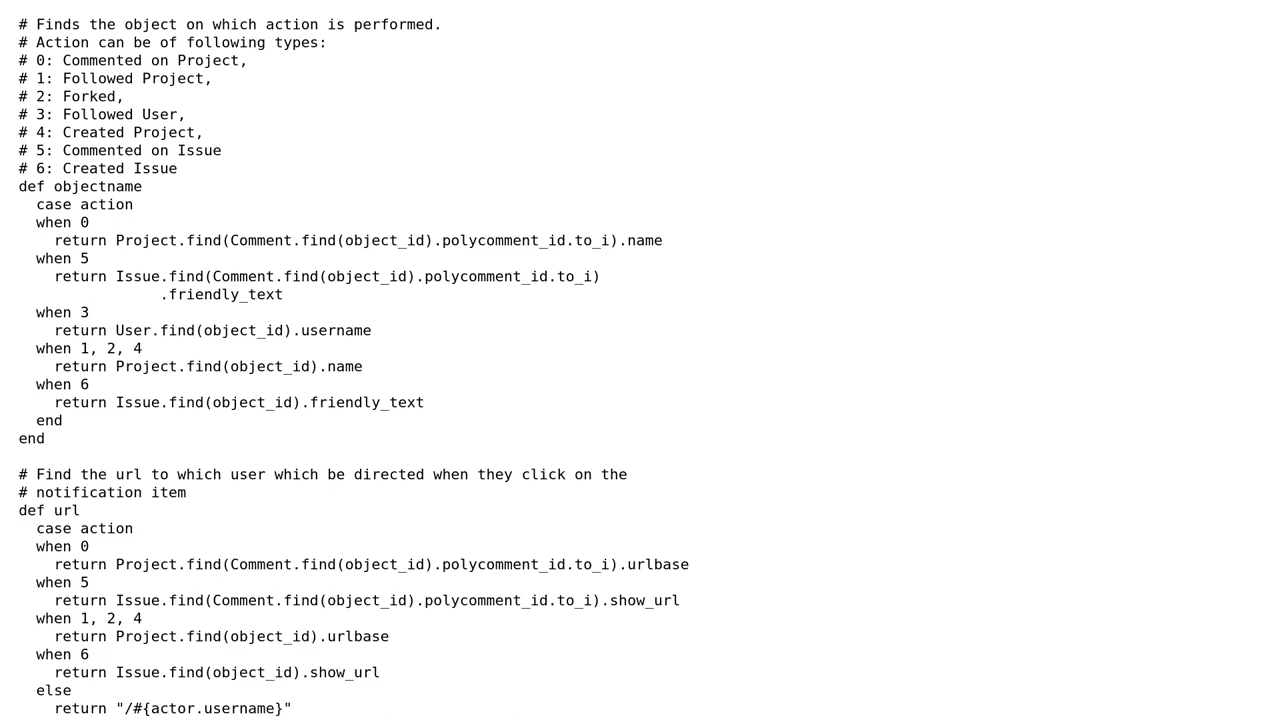 # Finds the object on which action is performed.
# Action can be of following types:
# 0: Commented on Project,
# 1: Followed Project,
# 2: Forked,
# 3: Followed User,
# 4: Created Project,
# 5: Commented on Issue
# 6: Created Issue
def objectname
  case action
  when 0
    return Project.find(Comment.find(object_id).polycomment_id.to_i).name
  when 5
    return Issue.find(Comment.find(object_id).polycomment_id.to_i)
                .friendly_text
  when 3
    return User.find(object_id).username
  when 1, 2, 4
    return Project.find(object_id).name
  when 6
    return Issue.find(object_id).friendly_text
  end
end

# Find the url to which user which be directed when they click on the
# notification item
def url
  case action
  when 0
    return Project.find(Comment.find(object_id).polycomment_id.to_i).urlbase
  when 5
    return Issue.find(Comment.find(object_id).polycomment_id.to_i).show_url
  when 1, 2, 4
    return Project.find(object_id).urlbase
  when 6
    return Issue.find(object_id).show_url
  else
    return "/#{actor.username}"